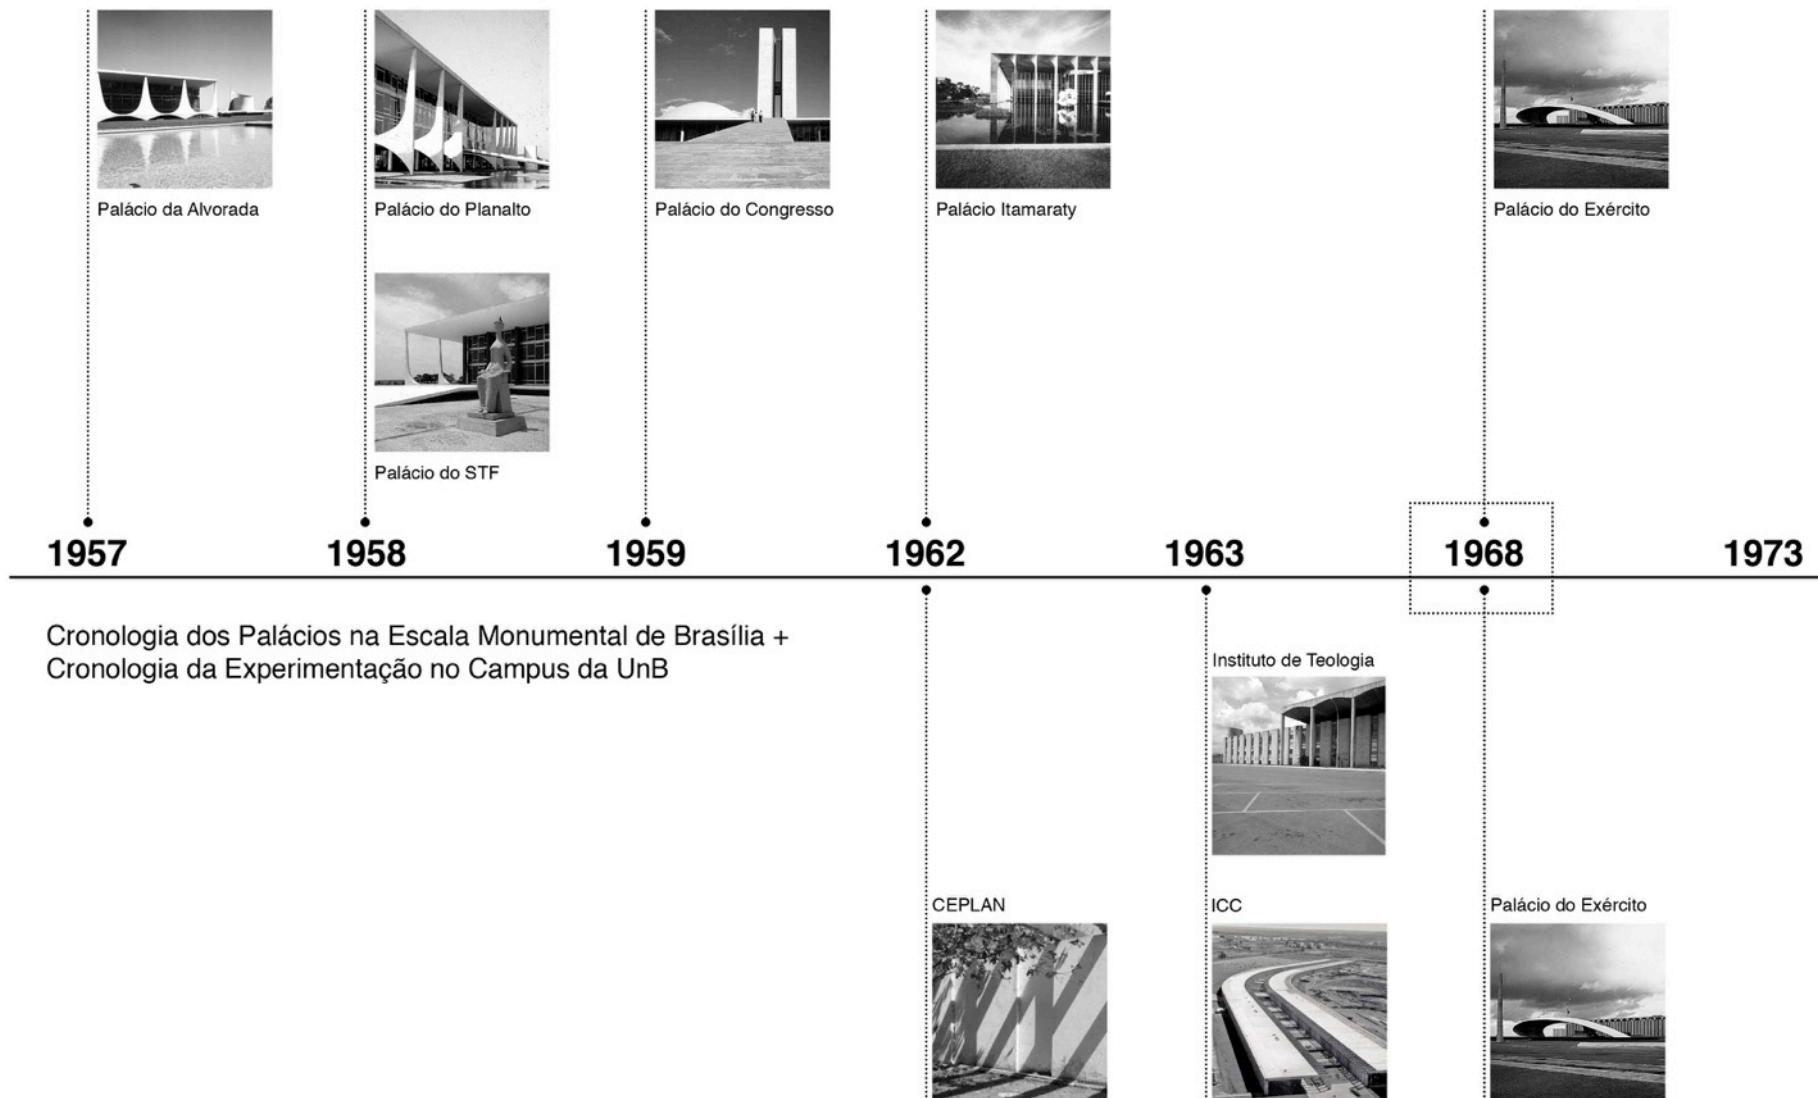 Palácio da Alvorada
Palácio do Planalto
Palácio do Congresso
Palácio Itamaraty
Palácio do Exército
Palácio do STF
1957
1958
1959
1962
1963
1968
1973
Cronologia dos Palácios na Escala Monumental de Brasília +
Cronologia da Experimentação no Campus da UnB
Instituto de Teologia
CEPLAN
ICC
Palácio do Exército